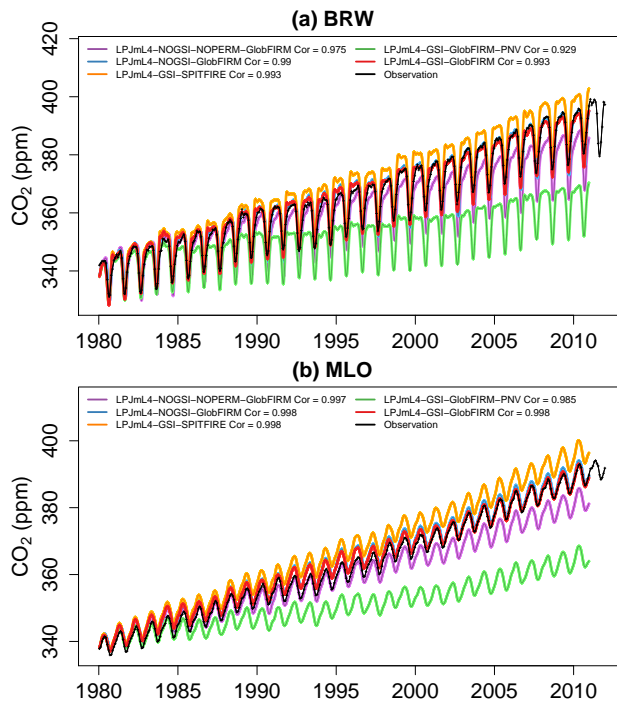 (a) BRW
LPJmL4−NOGSI−NOPERM−GlobFIRM Cor = 0.975
LPJmL4−GSI−GlobFIRM−PNV Cor = 0.929
LPJmL4−NOGSI−GlobFIRM Cor = 0.99
LPJmL4−GSI−GlobFIRM Cor = 0.993
LPJmL4−GSI−SPITFIRE Cor = 0.993
Observation
CO2 (ppm)
420
400
380
360
340
1980 1985 1990 1995 2000 2005 2010
(b) MLO
LPJmL4−NOGSI−NOPERM−GlobFIRM Cor = 0.997
LPJmL4−GSI−GlobFIRM−PNV Cor = 0.985
LPJmL4−NOGSI−GlobFIRM Cor = 0.998
LPJmL4−GSI−GlobFIRM Cor = 0.998
LPJmL4−GSI−SPITFIRE Cor = 0.998
Observation
CO2 (ppm)
400
380
360
340
1980 1985 1990 1995 2000 2005 2010